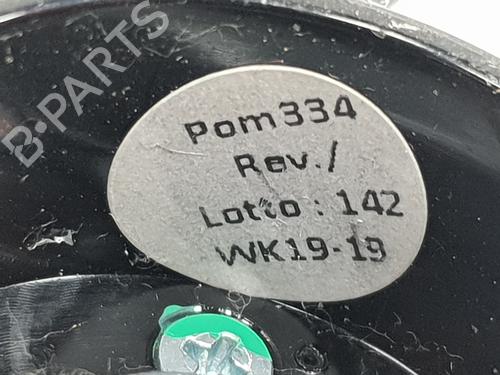 B-PARTS
Pom334
Rev./
Lotto: 142
WK19-19